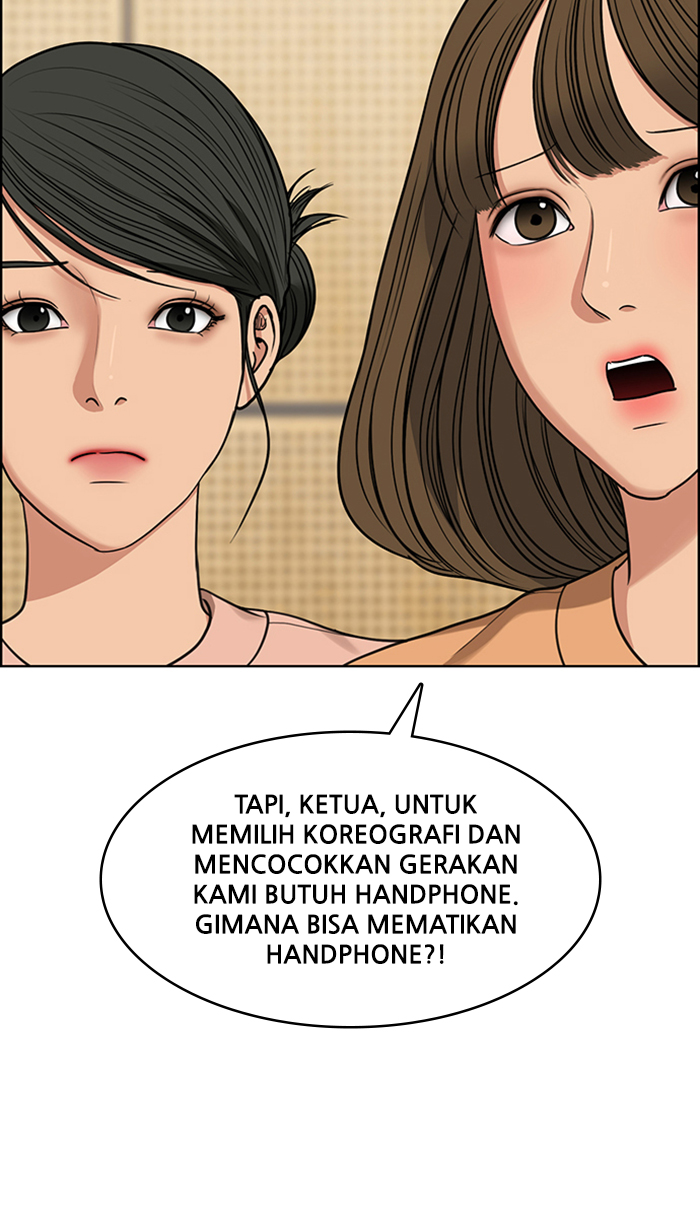 TAPI, KETUA, UNTUK
MEMILIH KOREOGRAFI DAN
MENCOCOKKAN GERAKAN
KAMI BUTUH HANDPHONE.
GIMANA BISA MEMATIKAN
HANDPHONE?!